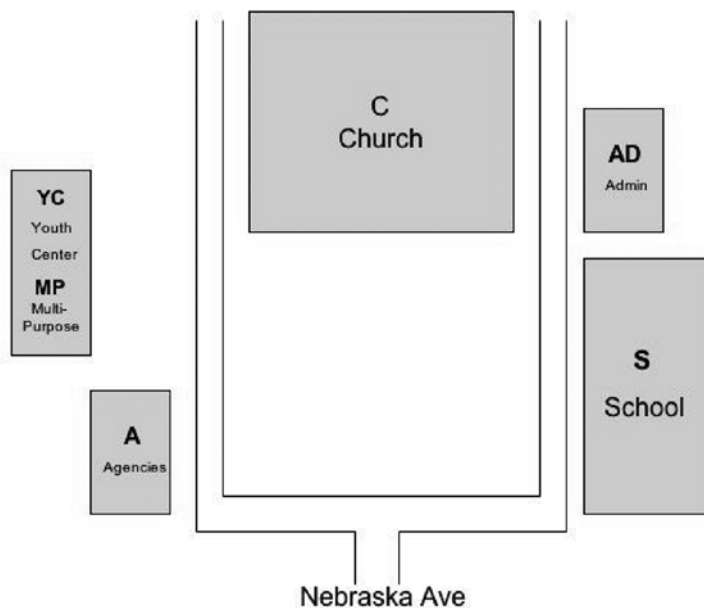 C
Church
AD
Admin
YC
Youth
Center
MP
Multi-
Purpose
S
School
A
Agencies
Nebraska Ave